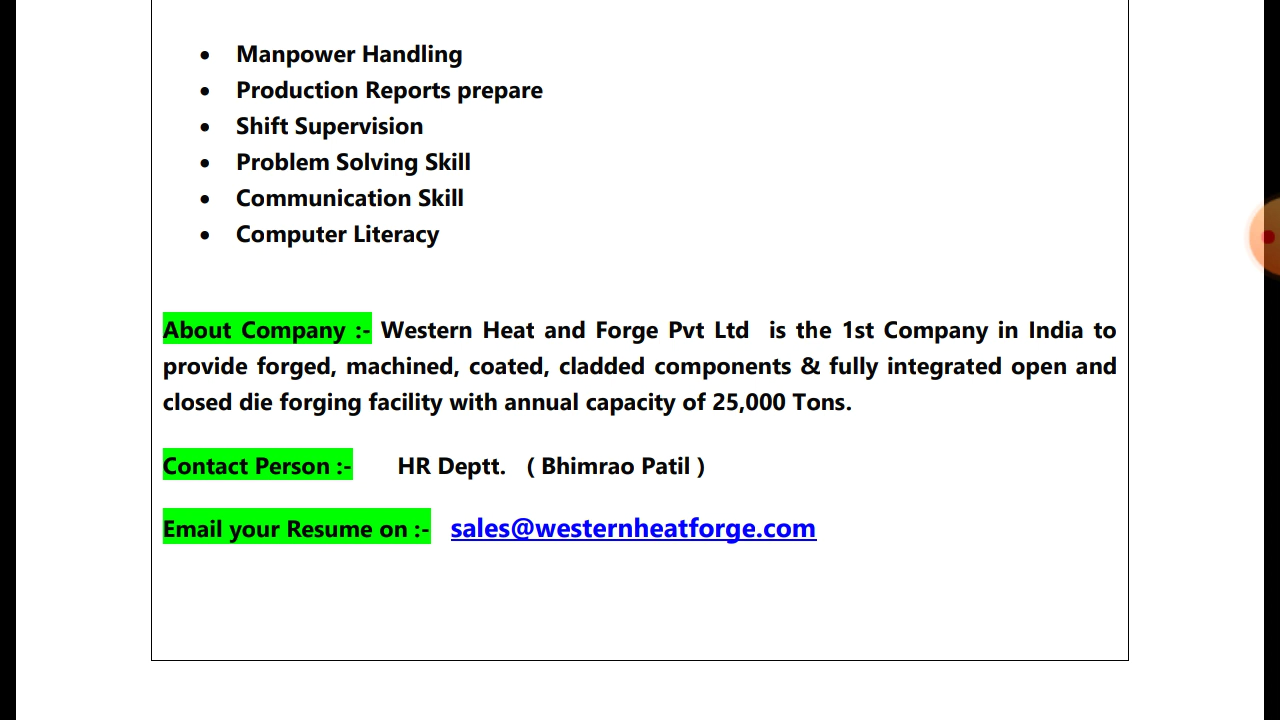 • Manpower Handling
• Production Reports prepare
• Shift Supervision
• Problem Solving Skill
• Communication Skill
• Computer Literacy
About Company :- Western Heat and Forge Pvt Ltd  is the 1st Company in India to
provide forged, machined, coated, cladded components & fully integrated open and
closed die forging facility with annual capacity of 25,000 Tons.
Contact Person :- HR Deptt. ( Bhimrao Patil )
Email your Resume on :- sales@westernheatforge.com